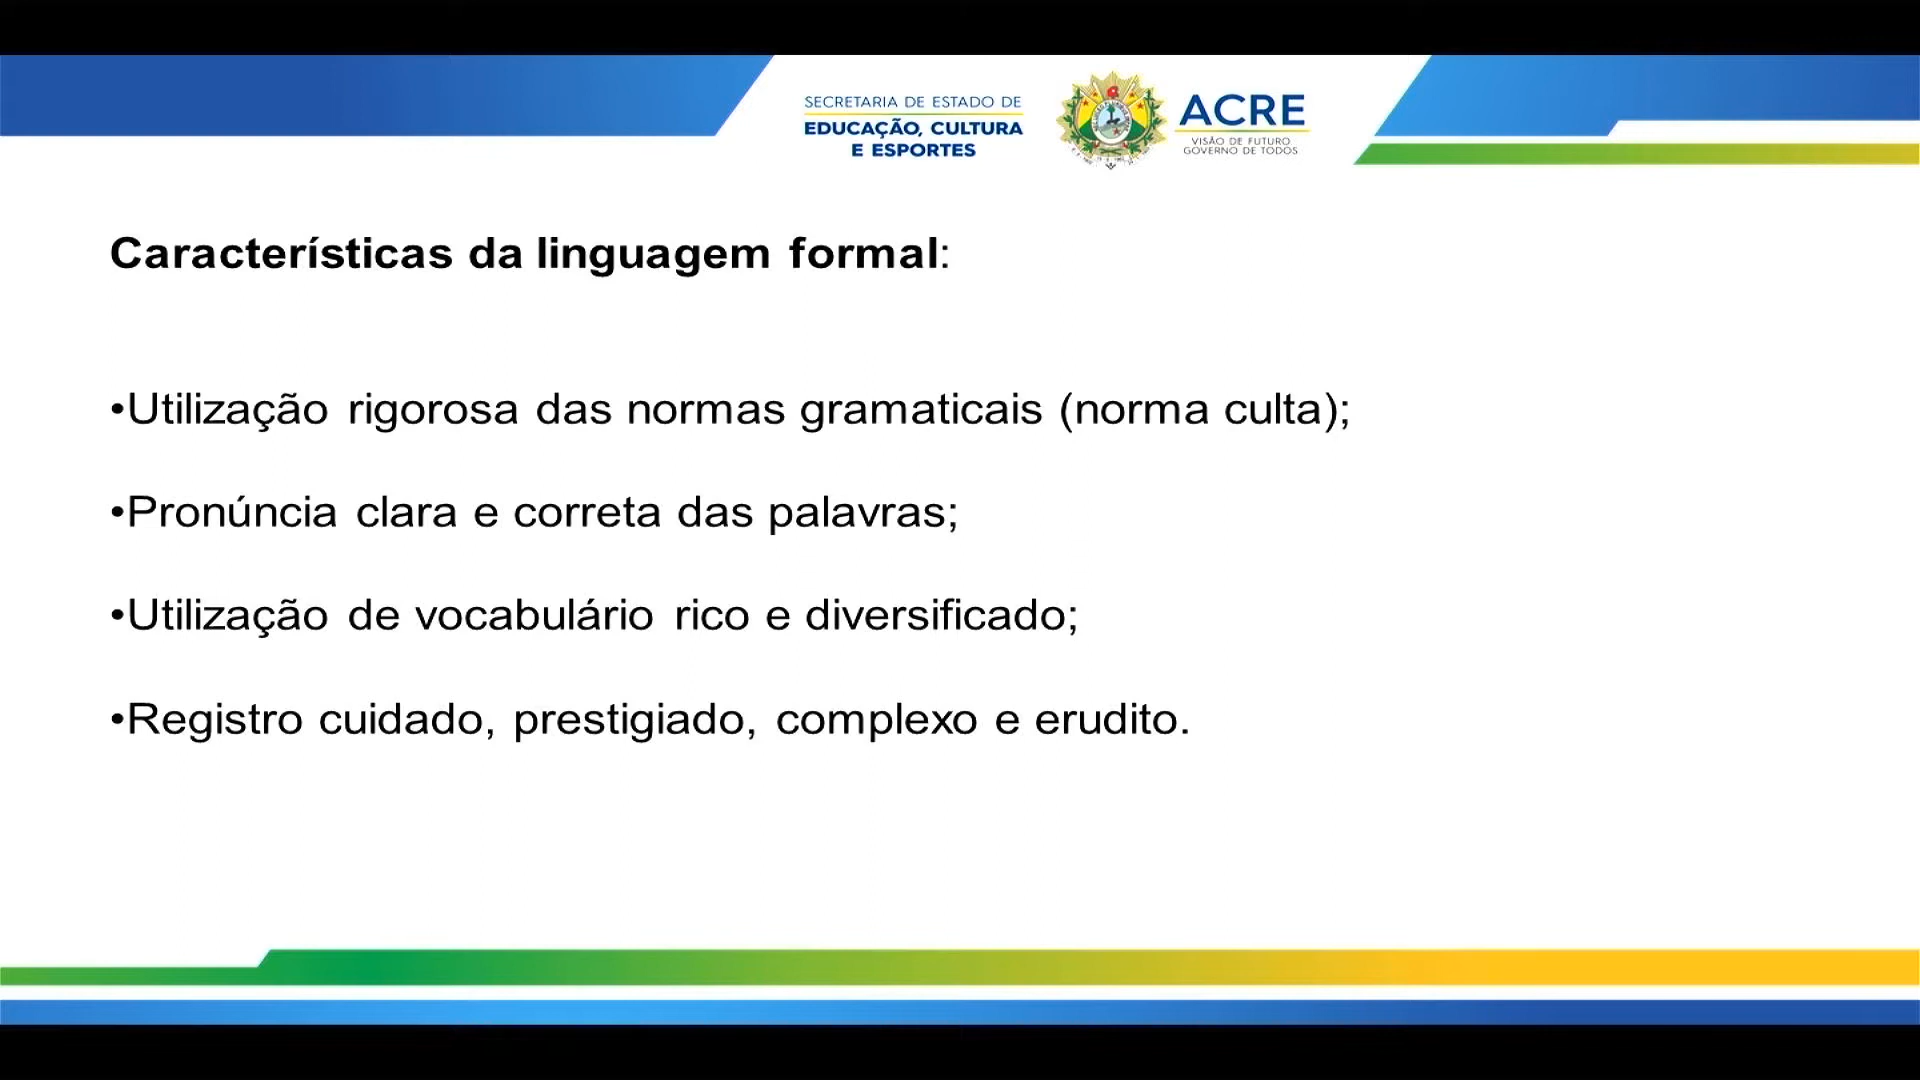 SECRETARIA DE ESTADO DE
EDUCAÇÃO, CULTURA
E ESPORTES
ACRE
VISÃO DE FUTURO
GOVERNO DE TODOS
Características da linguagem formal:
•Utilização rigorosa das normas gramaticais (norma culta);
•Pronúncia clara e correta das palavras;
•Utilização de vocabulário rico e diversificado;
•Registro cuidado, prestigiado, complexo e erudito.